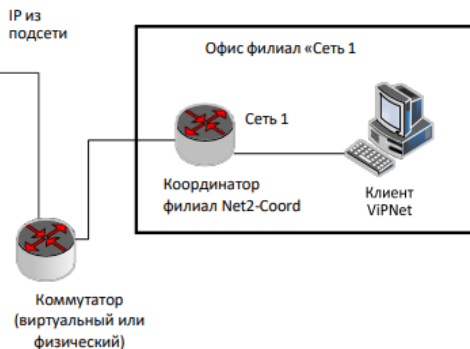 IP из
подсети
Офис филиал «Сеть 1
Сеть 1
Координатор
филиал Net2-Coord
Клиент
ViPNet
Коммутатор
(виртуальный или
физический)